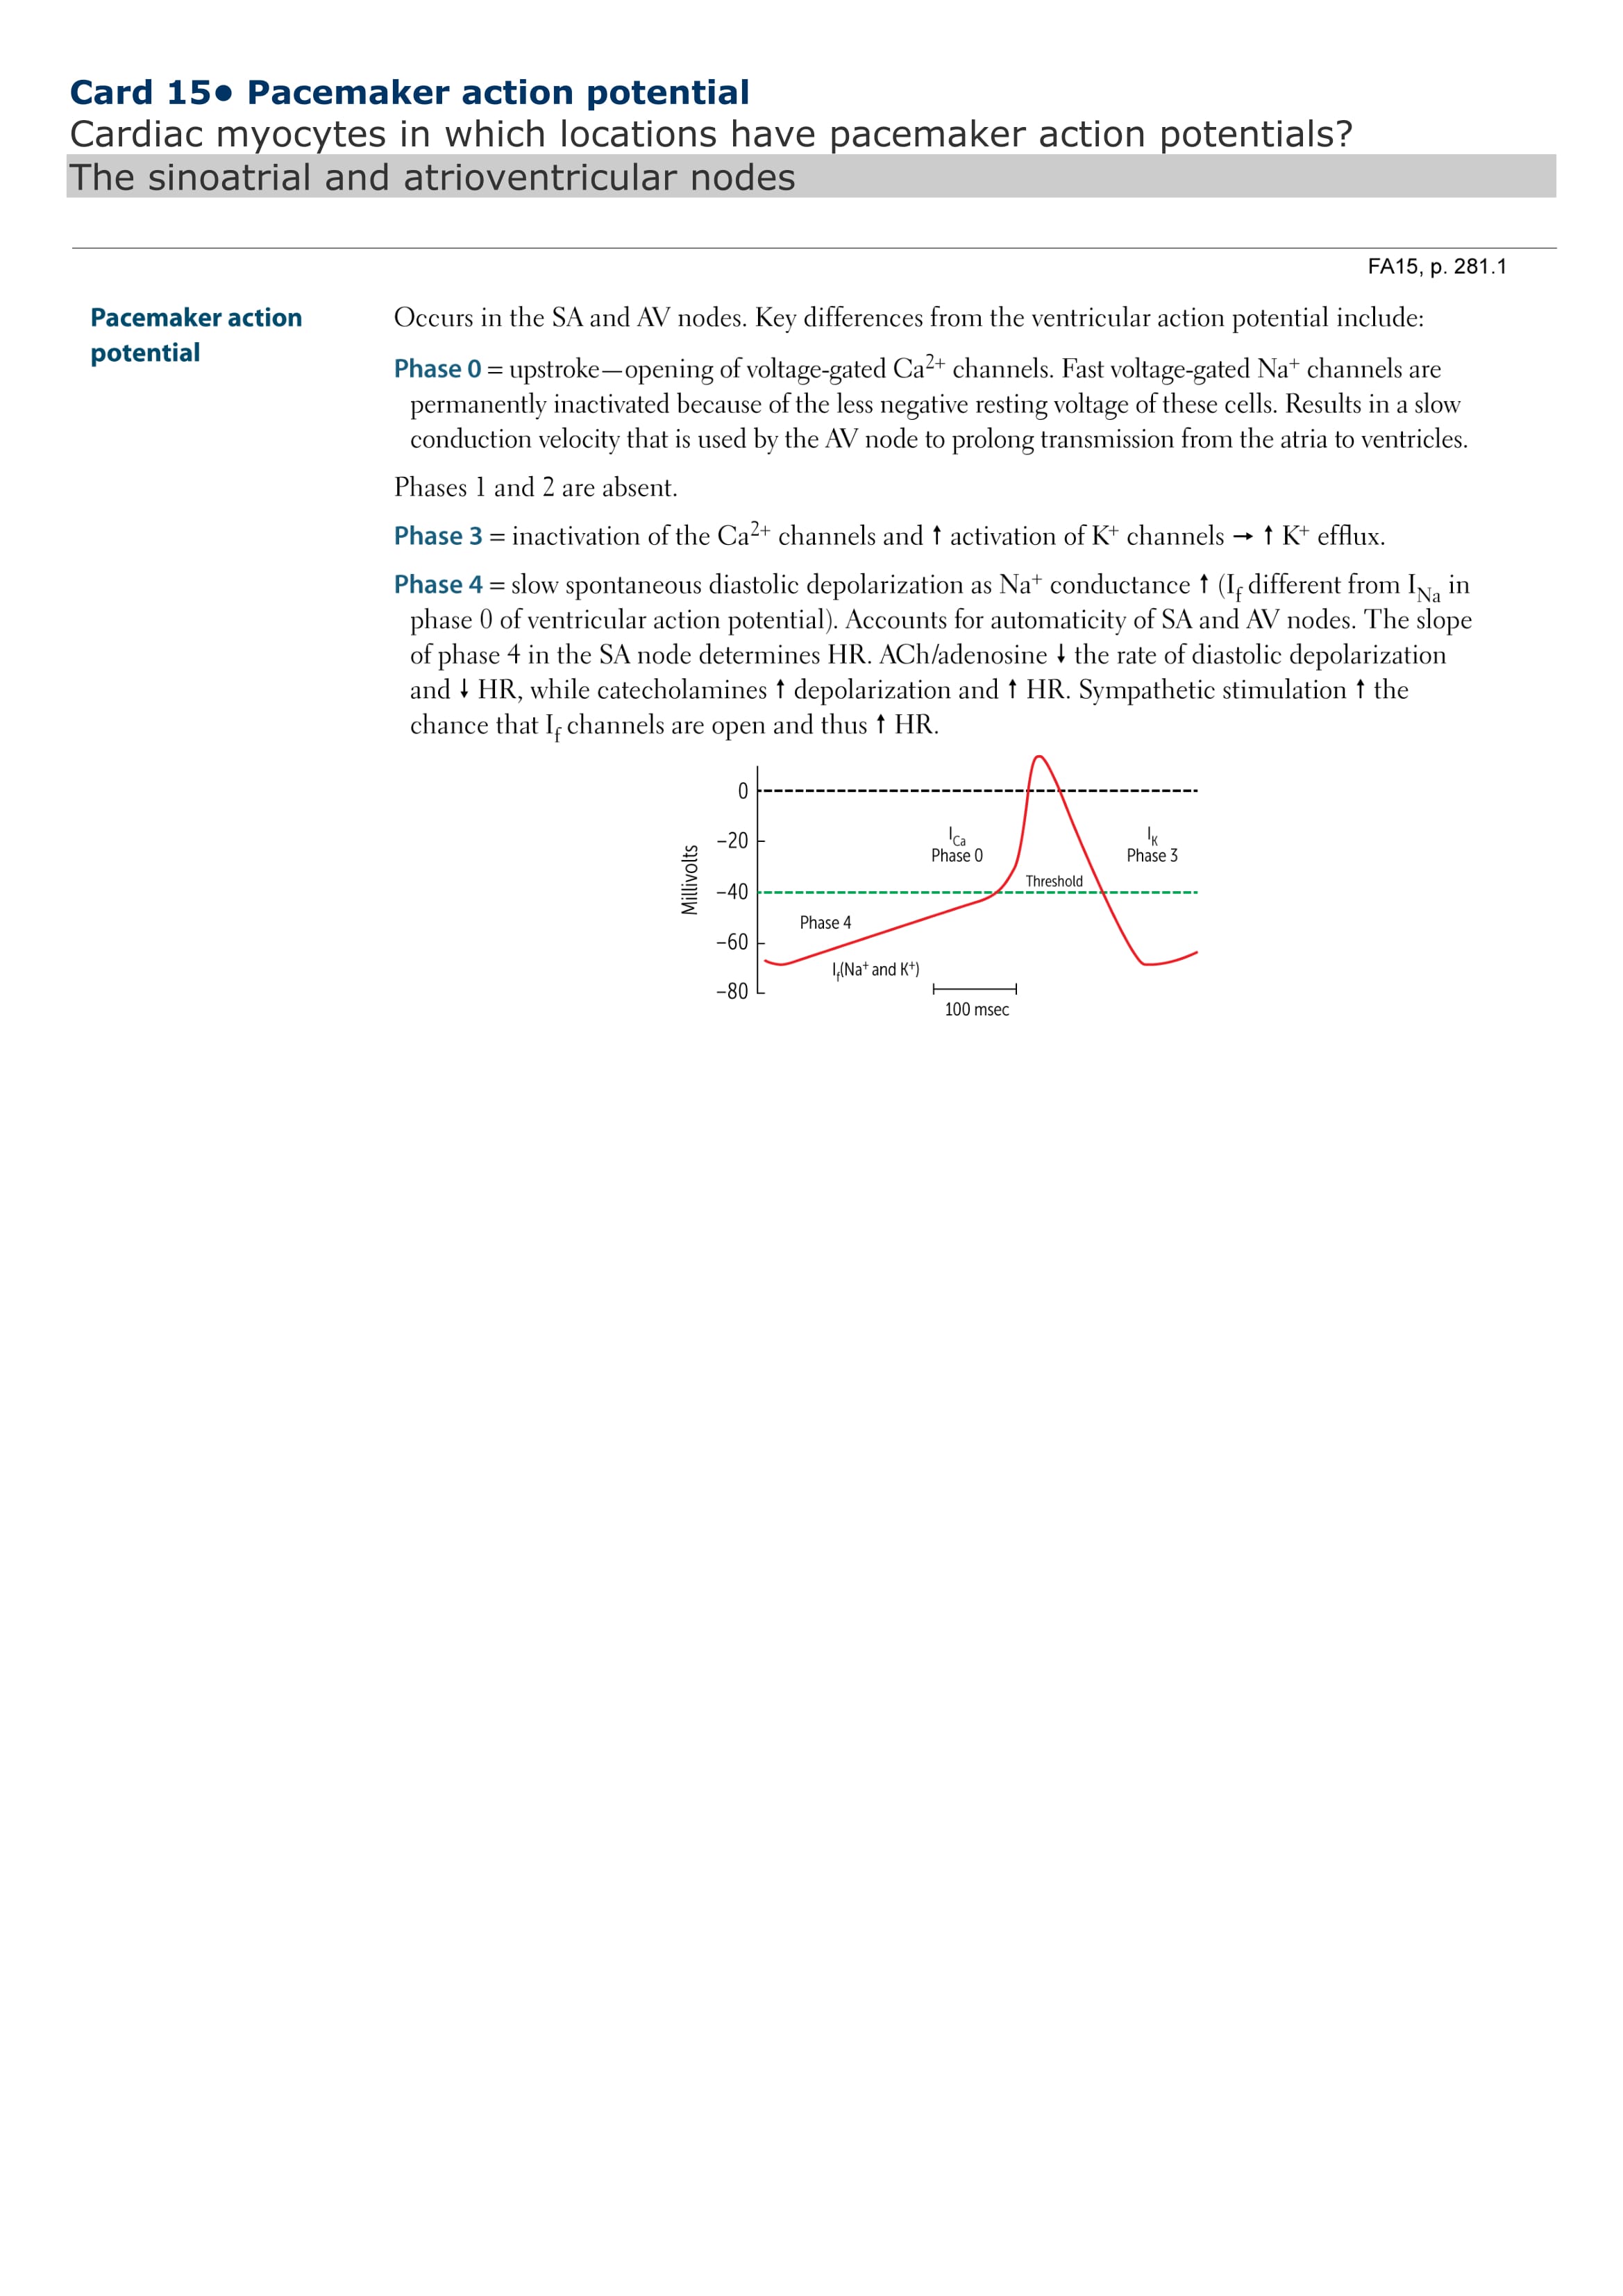 Card 15● Pacemaker action potential
Cardiac myocytes in which locations have pacemaker action potentials?
The sinoatrial and atrioventricular nodes
FA15, p. 281.1
Pacemaker action
potential
Occurs in the SA and AV nodes. Key differences from the ventricular action potential include:
Phase 0 = upstroke—opening of voltage-gated Ca²⁺ channels. Fast voltage-gated Na⁺ channels are
permanently inactivated because of the less negative resting voltage of these cells. Results in a slow
conduction velocity that is used by the AV node to prolong transmission from the atria to ventricles.
Phases 1 and 2 are absent.
Phase 3 = inactivation of the Ca²⁺ channels and ↑ activation of K⁺ channels → ↑ K⁺ efflux.
Phase 4 = slow spontaneous diastolic depolarization as Na⁺ conductance ↑ (I_f different from I_Na in
phase 0 of ventricular action potential). Accounts for automaticity of SA and AV nodes. The slope
of phase 4 in the SA node determines HR. ACh/adenosine ↓ the rate of diastolic depolarization
and ↓ HR, while catecholamines ↑ depolarization and ↑ HR. Sympathetic stimulation ↑ the
chance that I_f channels are open and thus ↑ HR.
Millivolts
0
–20
–40
–60
–80
I_Ca
Phase 0
I_K
Phase 3
Threshold
Phase 4
I_f(Na⁺ and K⁺)
100 msec